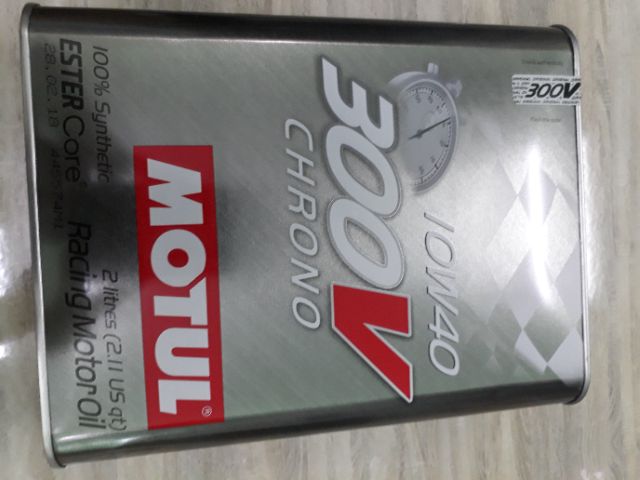 300V
10W40
300V
CHRONO
MOTUL®
100% Synthetic
2 litres (2.11 US qt)
ESTER Core®
Racing Motor Oil